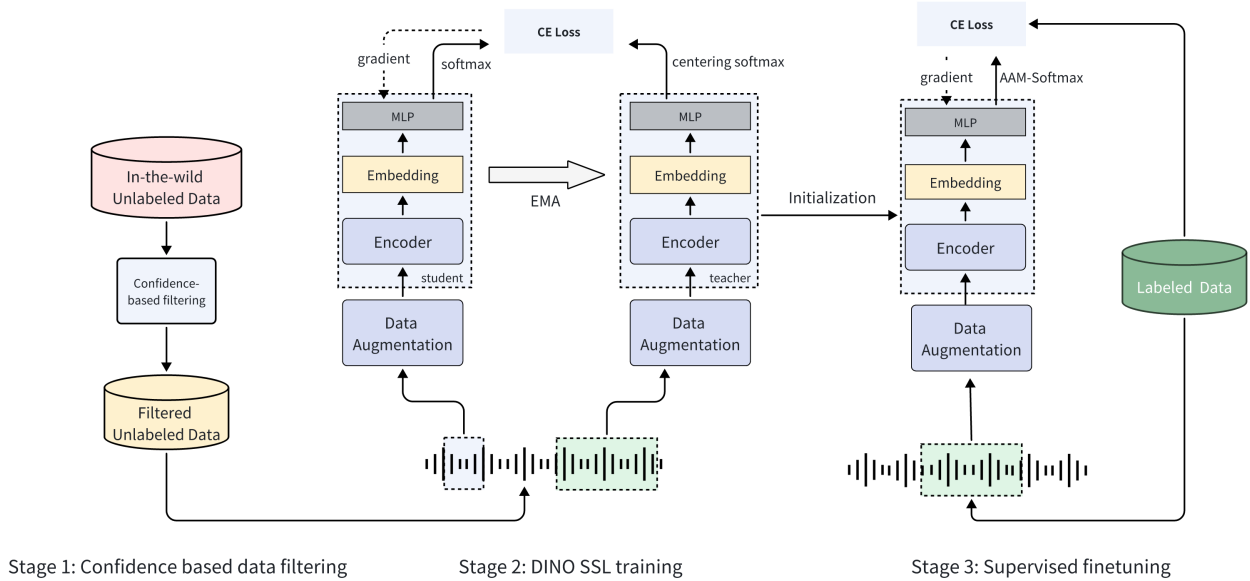 In-the-wild
Unlabeled Data
Confidence-
based filtering
Filtered
Unlabeled Data
Stage 1: Confidence based data filtering
CE Loss
gradient
softmax
centering softmax
MLP
Embedding
Encoder
student
Data
Augmentation
EMA
MLP
Embedding
Encoder
teacher
Data
Augmentation
Stage 2: DINO SSL training
Initialization
CE Loss
gradient
AAM-Softmax
MLP
Embedding
Encoder
Data
Augmentation
Labeled Data
Stage 3: Supervised finetuning